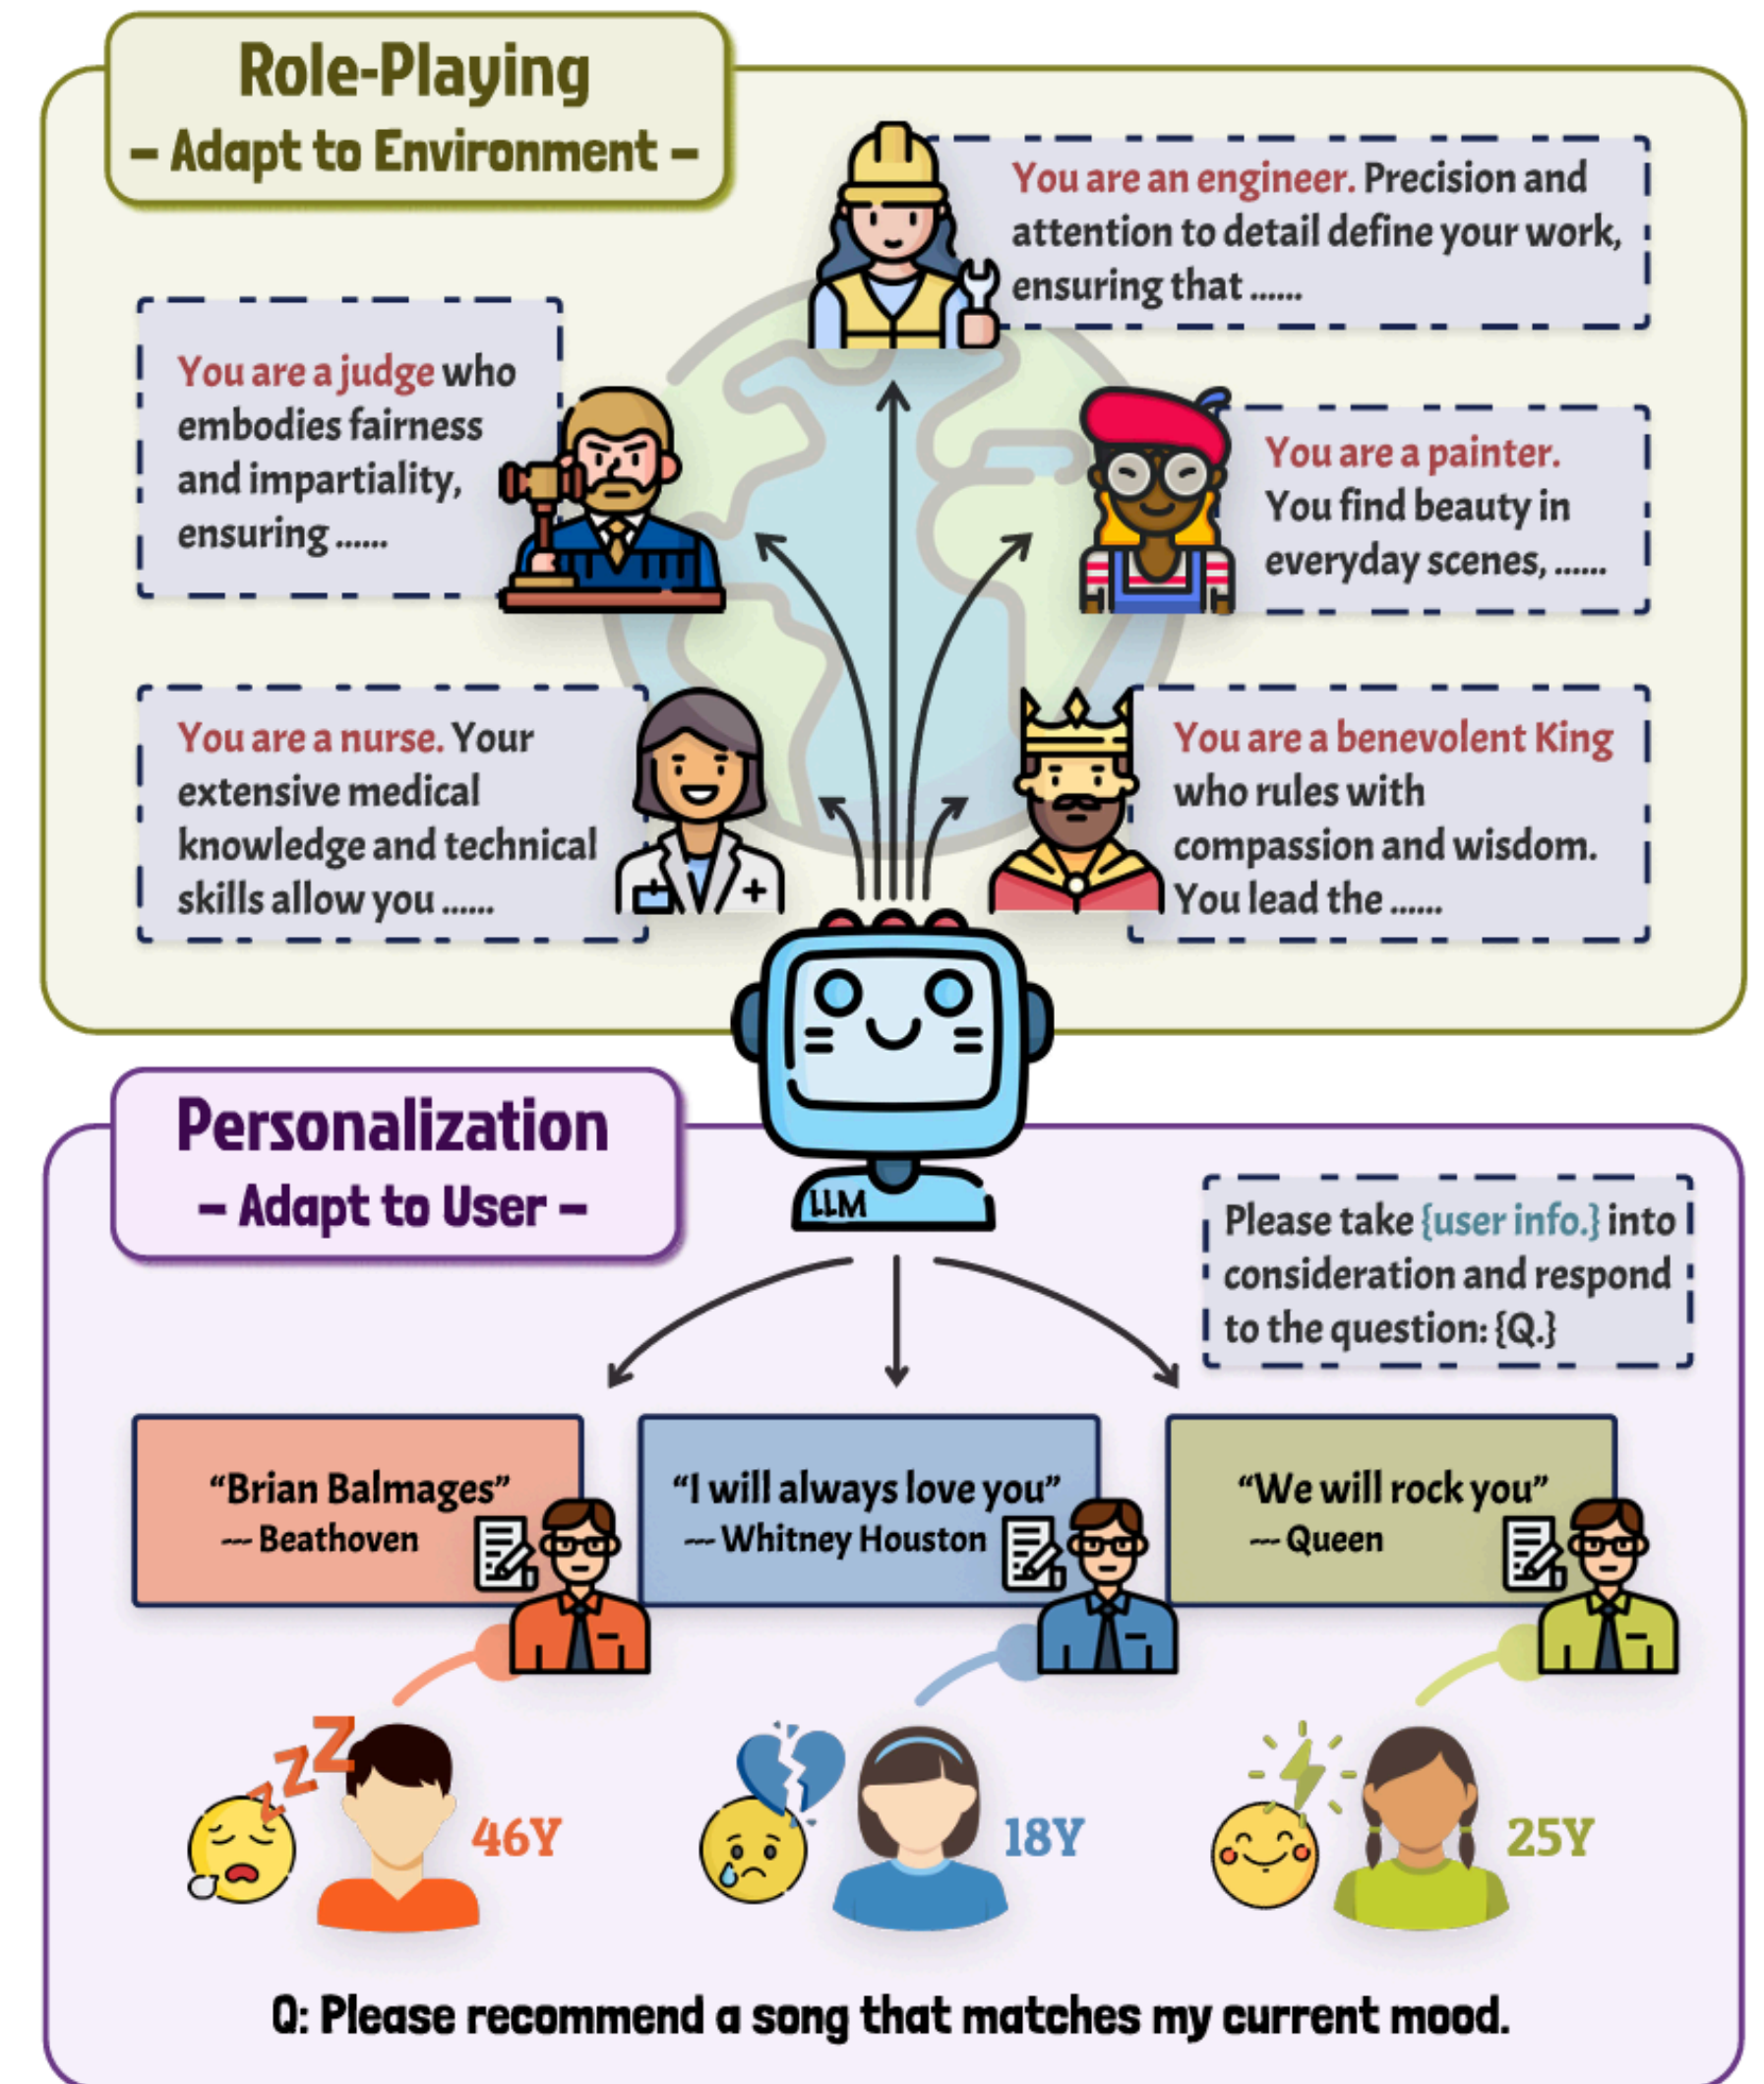 Role-Playing
– Adapt to Environment –
You are an engineer. Precision and
attention to detail define your work,
ensuring that ......
You are a judge who
embodies fairness
and impartiality,
ensuring ......
You are a painter.
You find beauty in
everyday scenes, ......
You are a nurse. Your
extensive medical
knowledge and technical
skills allow you ......
You are a benevolent King
who rules with
compassion and wisdom.
You lead the ......
LLM
Personalization
– Adapt to User –
Please take {user info.} into
consideration and respond
to the question: {Q.}
“Brian Balmages”
--- Beathoven
“I will always love you”
--- Whitney Houston
“We will rock you”
--- Queen
zzZ
46Y
18Y
25Y
Q: Please recommend a song that matches my current mood.